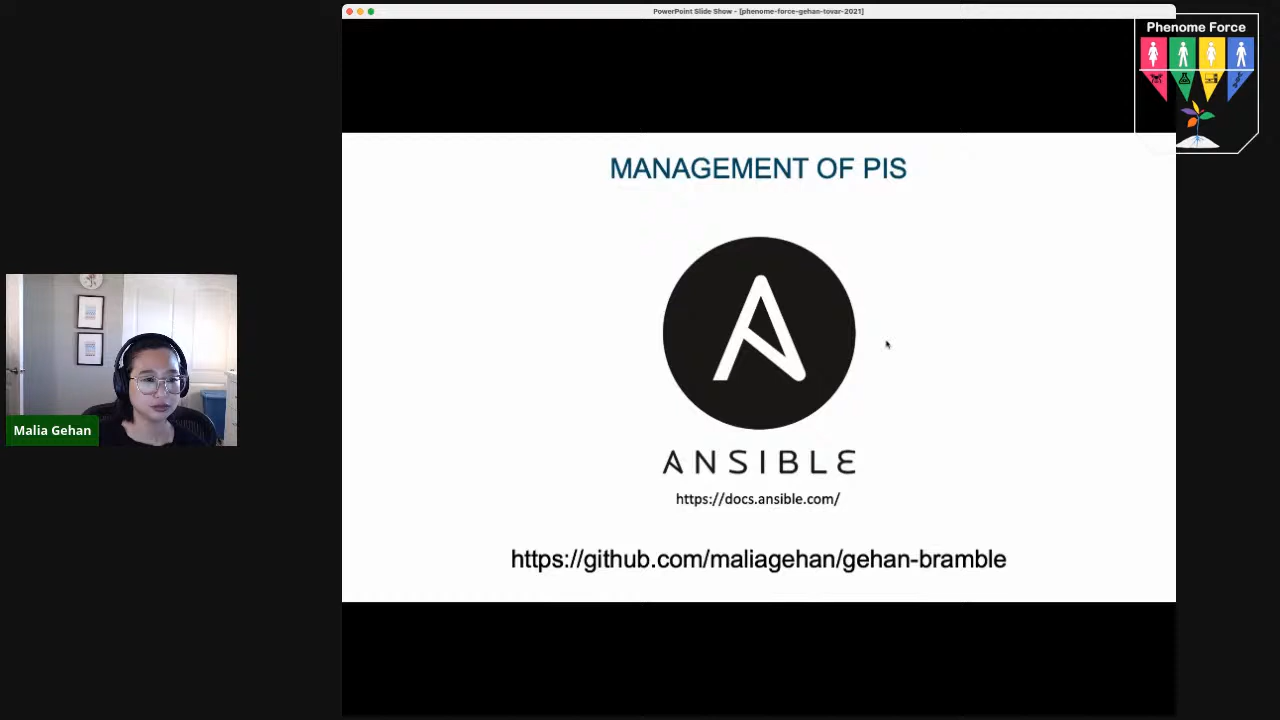 PowerPoint Slide Show - [phenome-force-gehan-tovar-2021]
Phenome Force
MANAGEMENT OF PIS
ANSIBLE
https://docs.ansible.com/
https://github.com/maliagehan/gehan-bramble
Malia Gehan